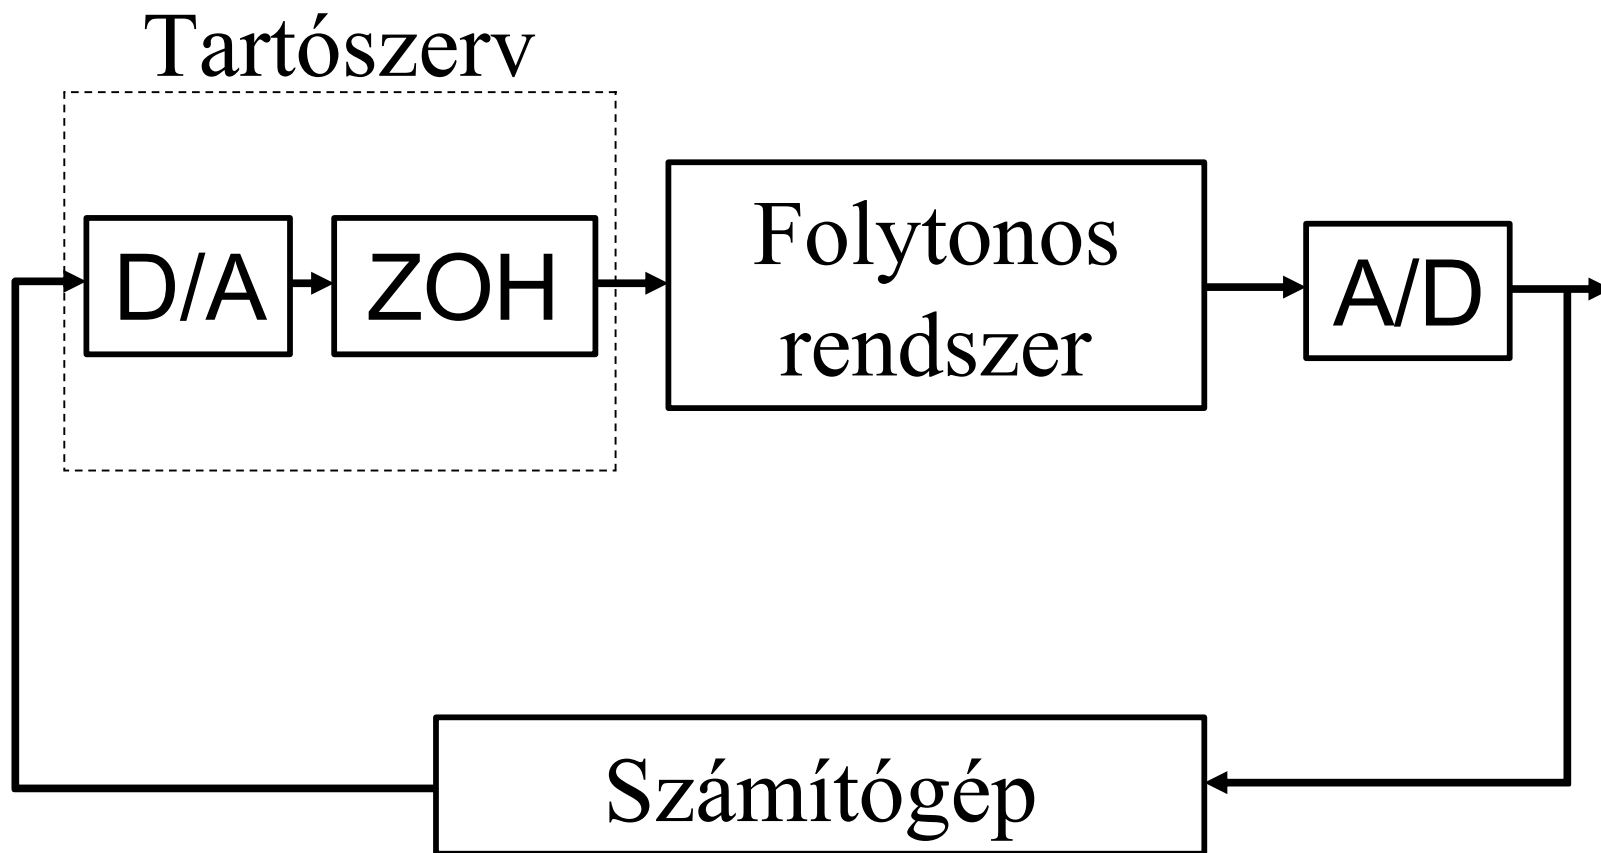 Tartószerv
D/A
ZOH
Folytonos
rendszer
A/D
Számítógép